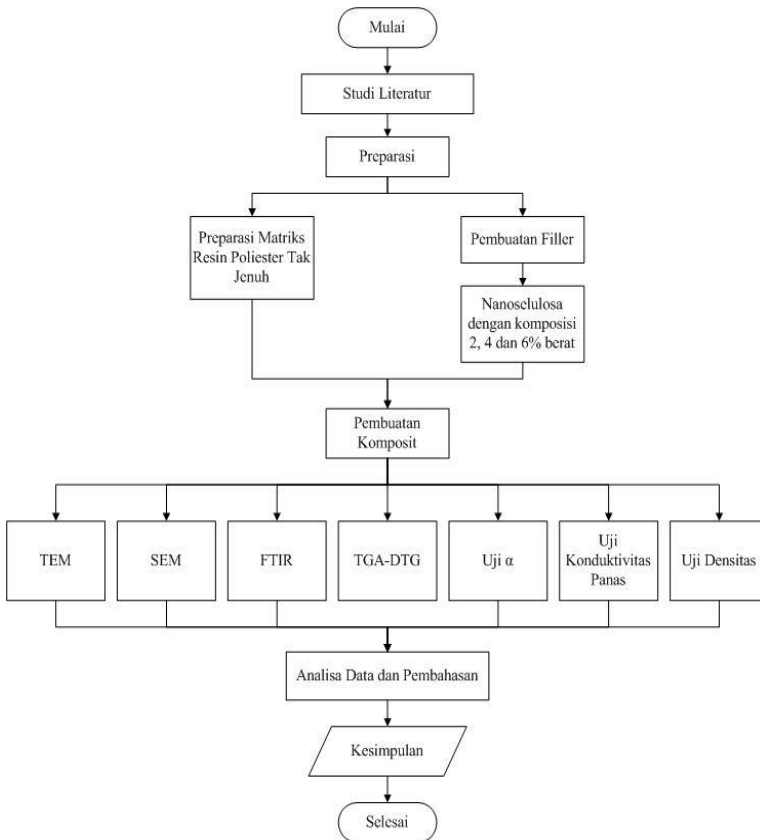 Mulai
Studi Literatur
Preparasi
Preparasi Matriks
Resin Poliester Tak
Jenuh
Pembuatan Filler
Nanoselulosa
dengan komposisi
2, 4 dan 6% berat
Pembuatan
Komposit
TEM
SEM
FTIR
TGA-DTG
Uji α
Uji
Konduktivitas
Panas
Uji Densitas
Analisa Data dan Pembahasan
Kesimpulan
Selesai